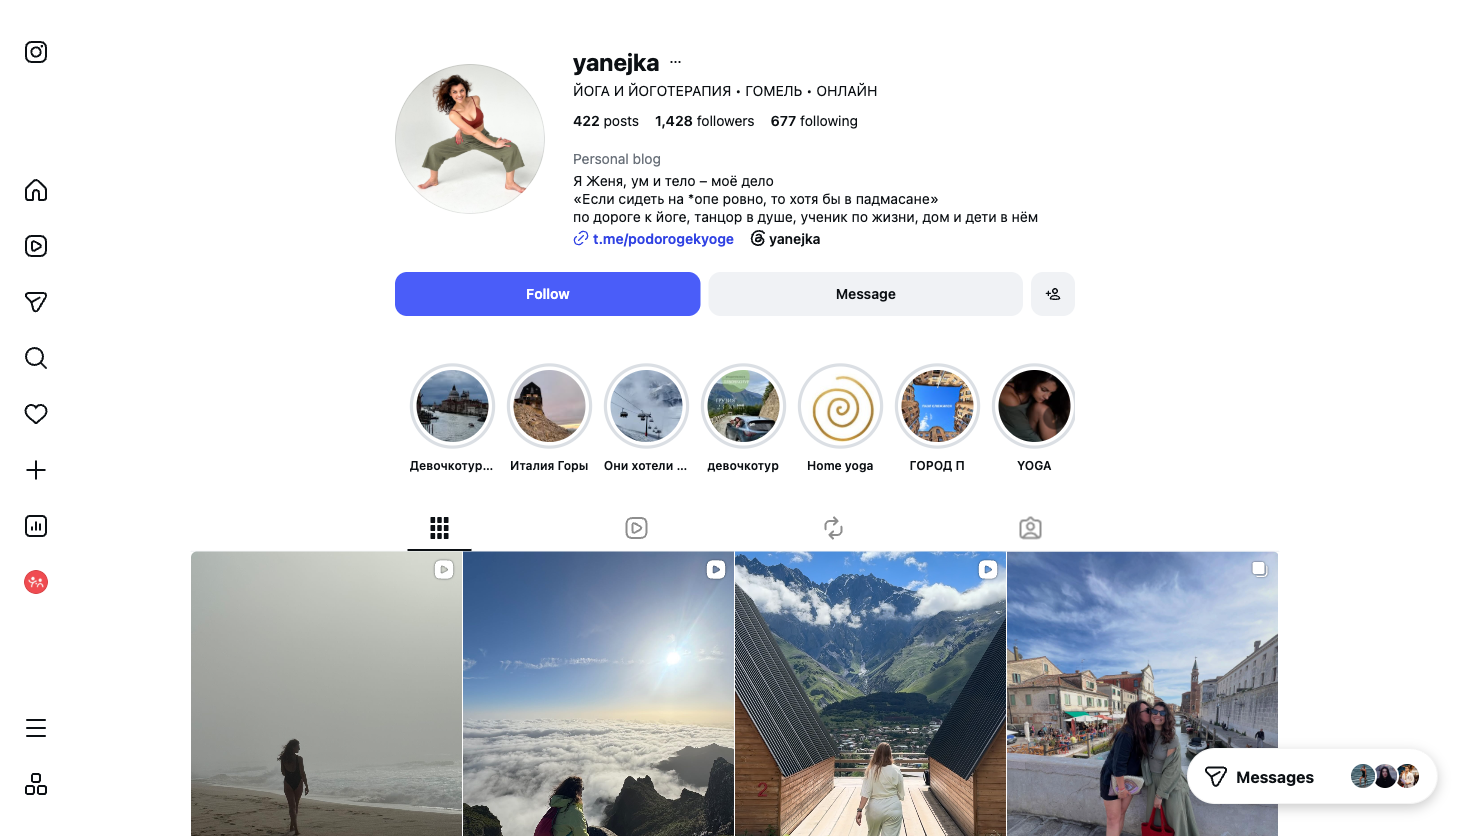 yanejka ...
ЙОГА И ЙОГОТЕРАПИЯ • ГОМЕЛЬ • ОНЛАЙН
422 posts 1,428 followers 677 following
Personal blog
Я Женя, ум и тело – моё дело
«Если сидеть на *опе ровно, то хотя бы в падмасане»
по дороге к йоге, танцор в душе, ученик по жизни, дом и дети в нём
t.me/podorogekyoge yanejka
Follow Message
ГРУЗИЯ
Девочкотур... Италия Горы Они хотели ... девочкотур Home yoga ГОРОД П YOGA
2
Messages